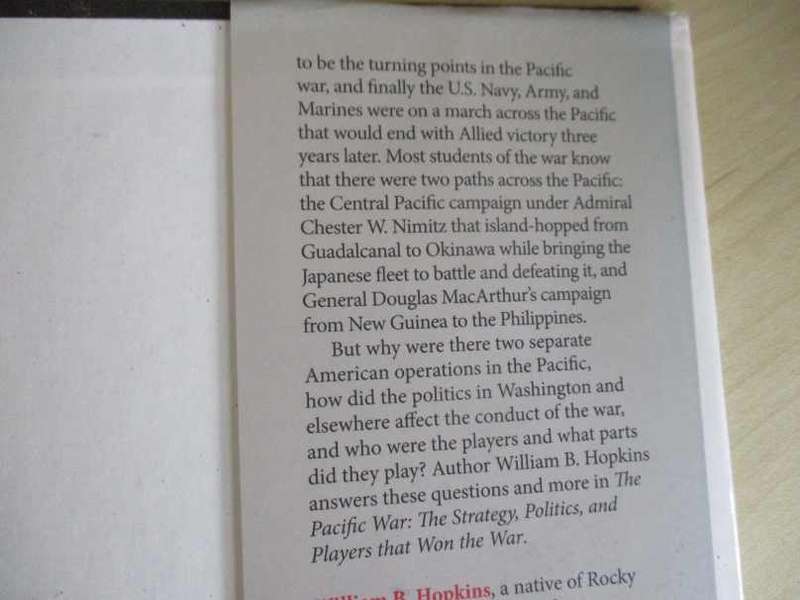 to be the turning points in the Pacific
war, and finally the U.S. Navy, Army, and
Marines were on a march across the Pacific
that would end with Allied victory three
years later. Most students of the war know
that there were two paths across the Pacific:
the Central Pacific campaign under Admiral
Chester W. Nimitz that island-hopped from
Guadalcanal to Okinawa while bringing the
Japanese fleet to battle and defeating it, and
General Douglas MacArthur's campaign
from New Guinea to the Philippines.
But why were there two separate
American operations in the Pacific,
how did the politics in Washington and
elsewhere affect the conduct of the war,
and who were the players and what parts
did they play? Author William B. Hopkins
answers these questions and more in The
Pacific War: The Strategy, Politics, and
Players that Won the War.
William B. Hopkins, a native of Rocky